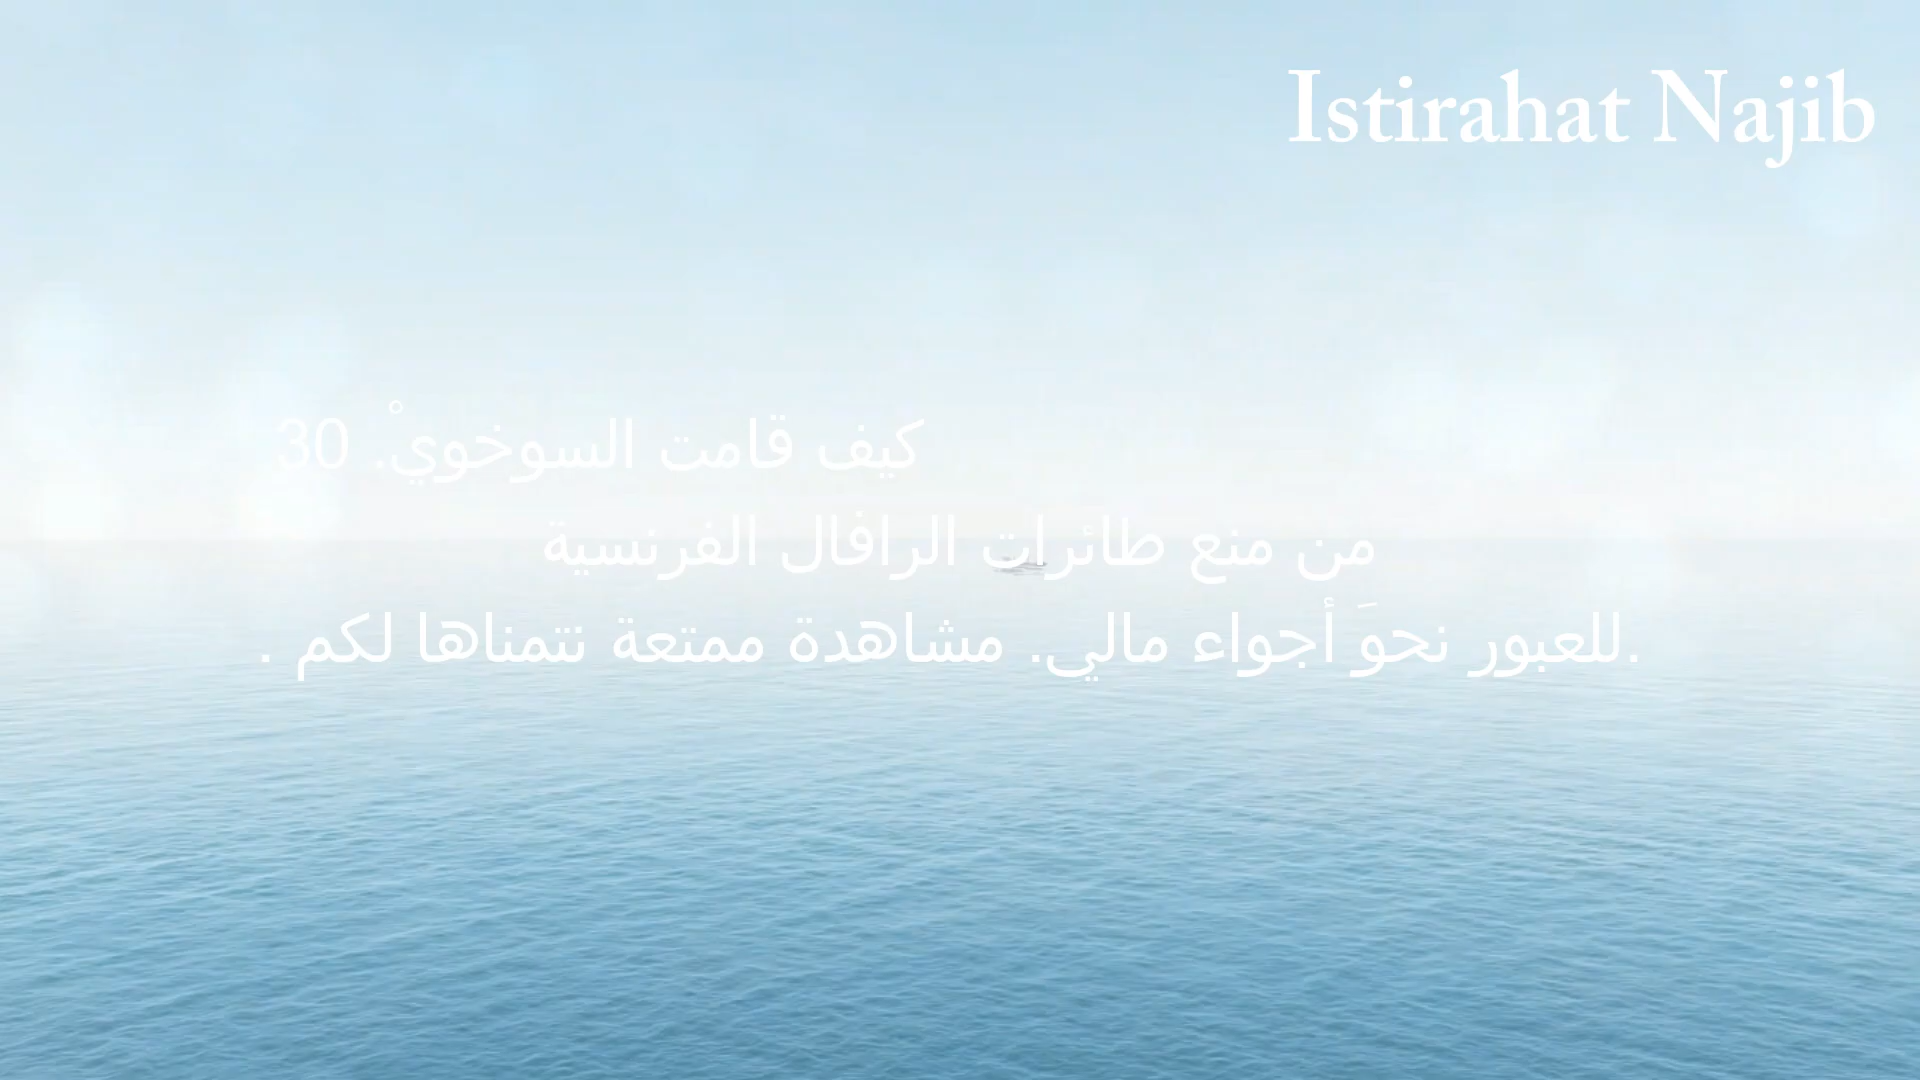 Istirahat Najib
كيف قامت السوخويْ. 30
من منع طائرات الرافال الفرنسية
.للعبور نحوَ أجواء مالي. مشاهدة ممتعة نتمناها لكم .